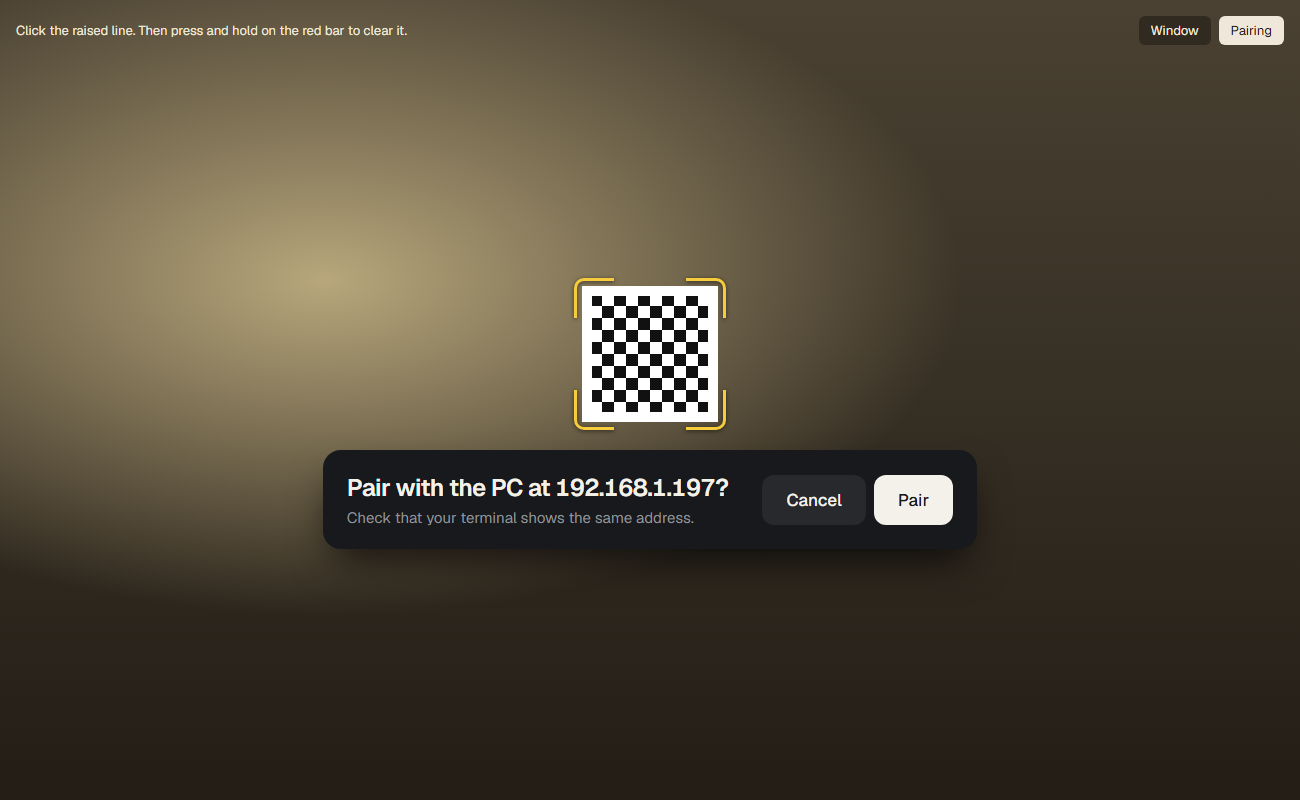 Click the raised line. Then press and hold on the red bar to clear it.
Window
Pairing
Pair with the PC at 192.168.1.197?
Check that your terminal shows the same address.
Cancel
Pair